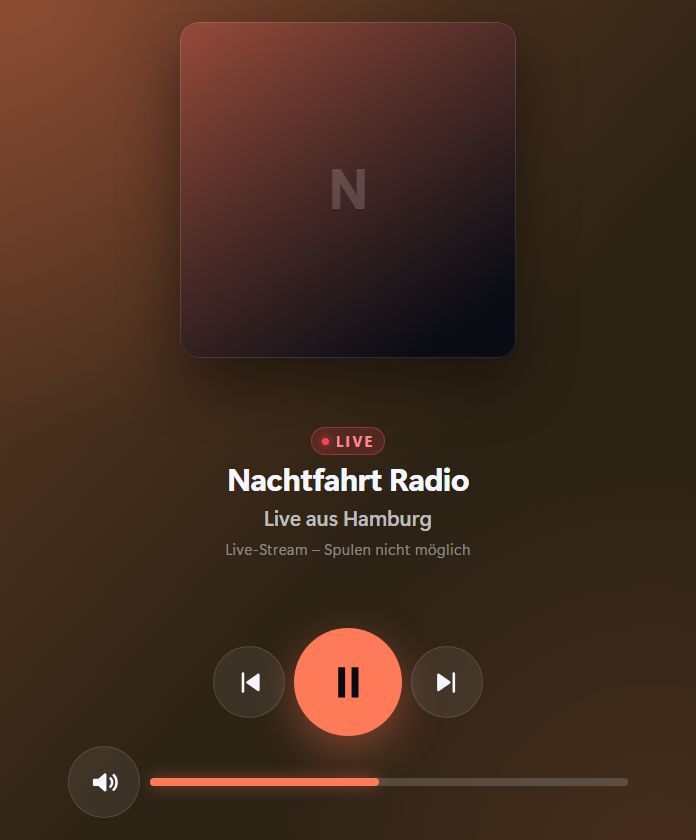 N
LIVE
Nachtfahrt Radio
Live aus Hamburg
Live-Stream – Spulen nicht möglich